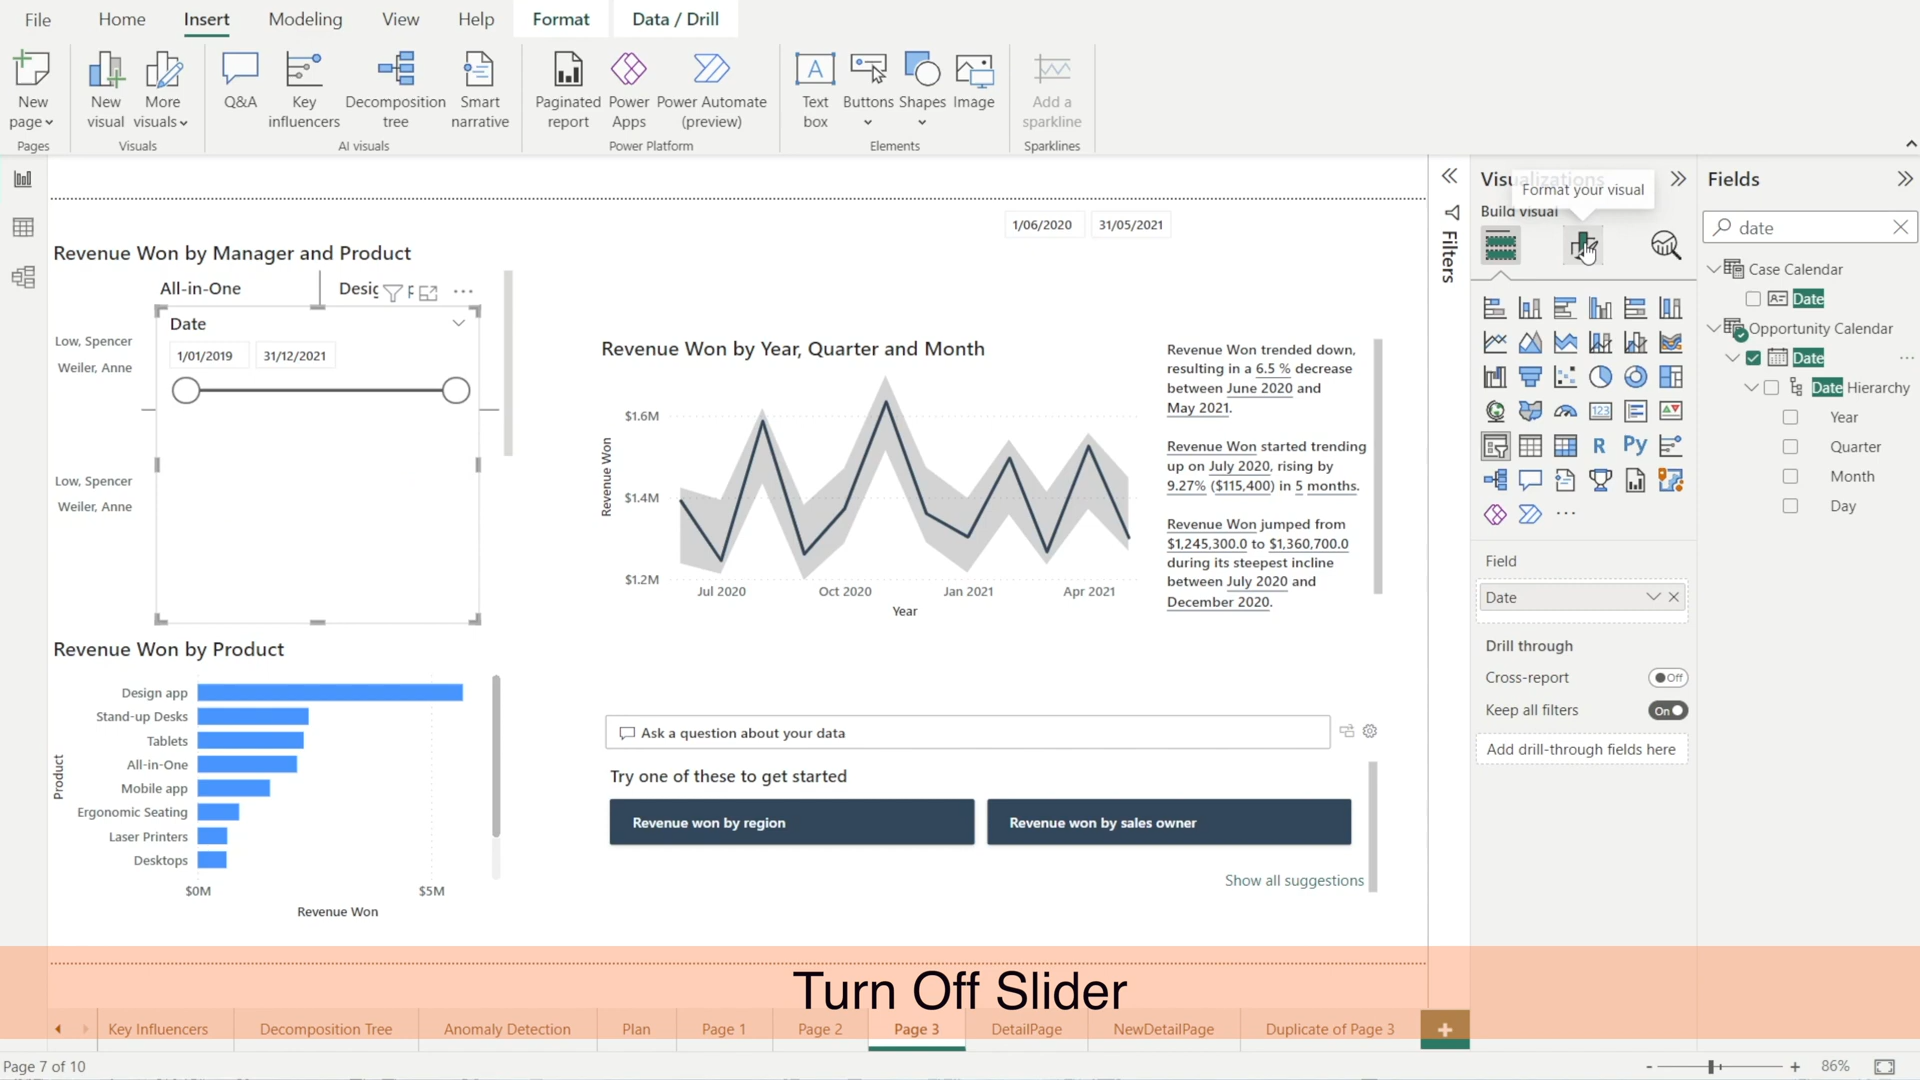 File Home Insert Modeling View Help Format Data / Drill
New page
New visual
More visuals
Q&A
Key influencers
Decomposition tree
Smart narrative
Paginated report
Power Apps
Power Automate (preview)
Text box
Buttons
Shapes
Image
Add a sparkline
Pages Visuals AI visuals Power Platform Elements Sparklines
1/06/2020 31/05/2021
Revenue Won by Manager and Product
All-in-One
Date
1/01/2019 31/12/2021
Low, Spencer
Weiler, Anne
Low, Spencer
Weiler, Anne
Revenue Won by Year, Quarter and Month
Revenue Won
$1.6M
$1.4M
$1.2M
Jul 2020 Oct 2020 Jan 2021 Apr 2021
Year
Revenue Won trended down,
resulting in a 6.5 % decrease
between June 2020 and
May 2021.
Revenue Won started trending
up on July 2020, rising by
9.27% ($115,400) in 5 months.
Revenue Won jumped from
$1,245,300.0 to $1,360,700.0
during its steepest incline
between July 2020 and
December 2020.
Revenue Won by Product
Product
Design app
Stand-up Desks
Tablets
All-in-One
Mobile app
Ergonomic Seating
Laser Printers
Desktops
$0M $5M
Revenue Won
Ask a question about your data
Try one of these to get started
Revenue won by region
Revenue won by sales owner
Show all suggestions
Filters
Visualizations
Format your visual
Build visual
123
R
Py
Field
Date
Drill through
Cross-report Off
Keep all filters On
Add drill-through fields here
Fields
date
Case Calendar
Date
Opportunity Calendar
Date
Date Hierarchy
Year
Quarter
Month
Day
Turn Off Slider
Key Influencers Decomposition Tree Anomaly Detection Plan Page 1 Page 2 Page 3 DetailPage NewDetailPage Duplicate of Page 3
Page 7 of 10
86%